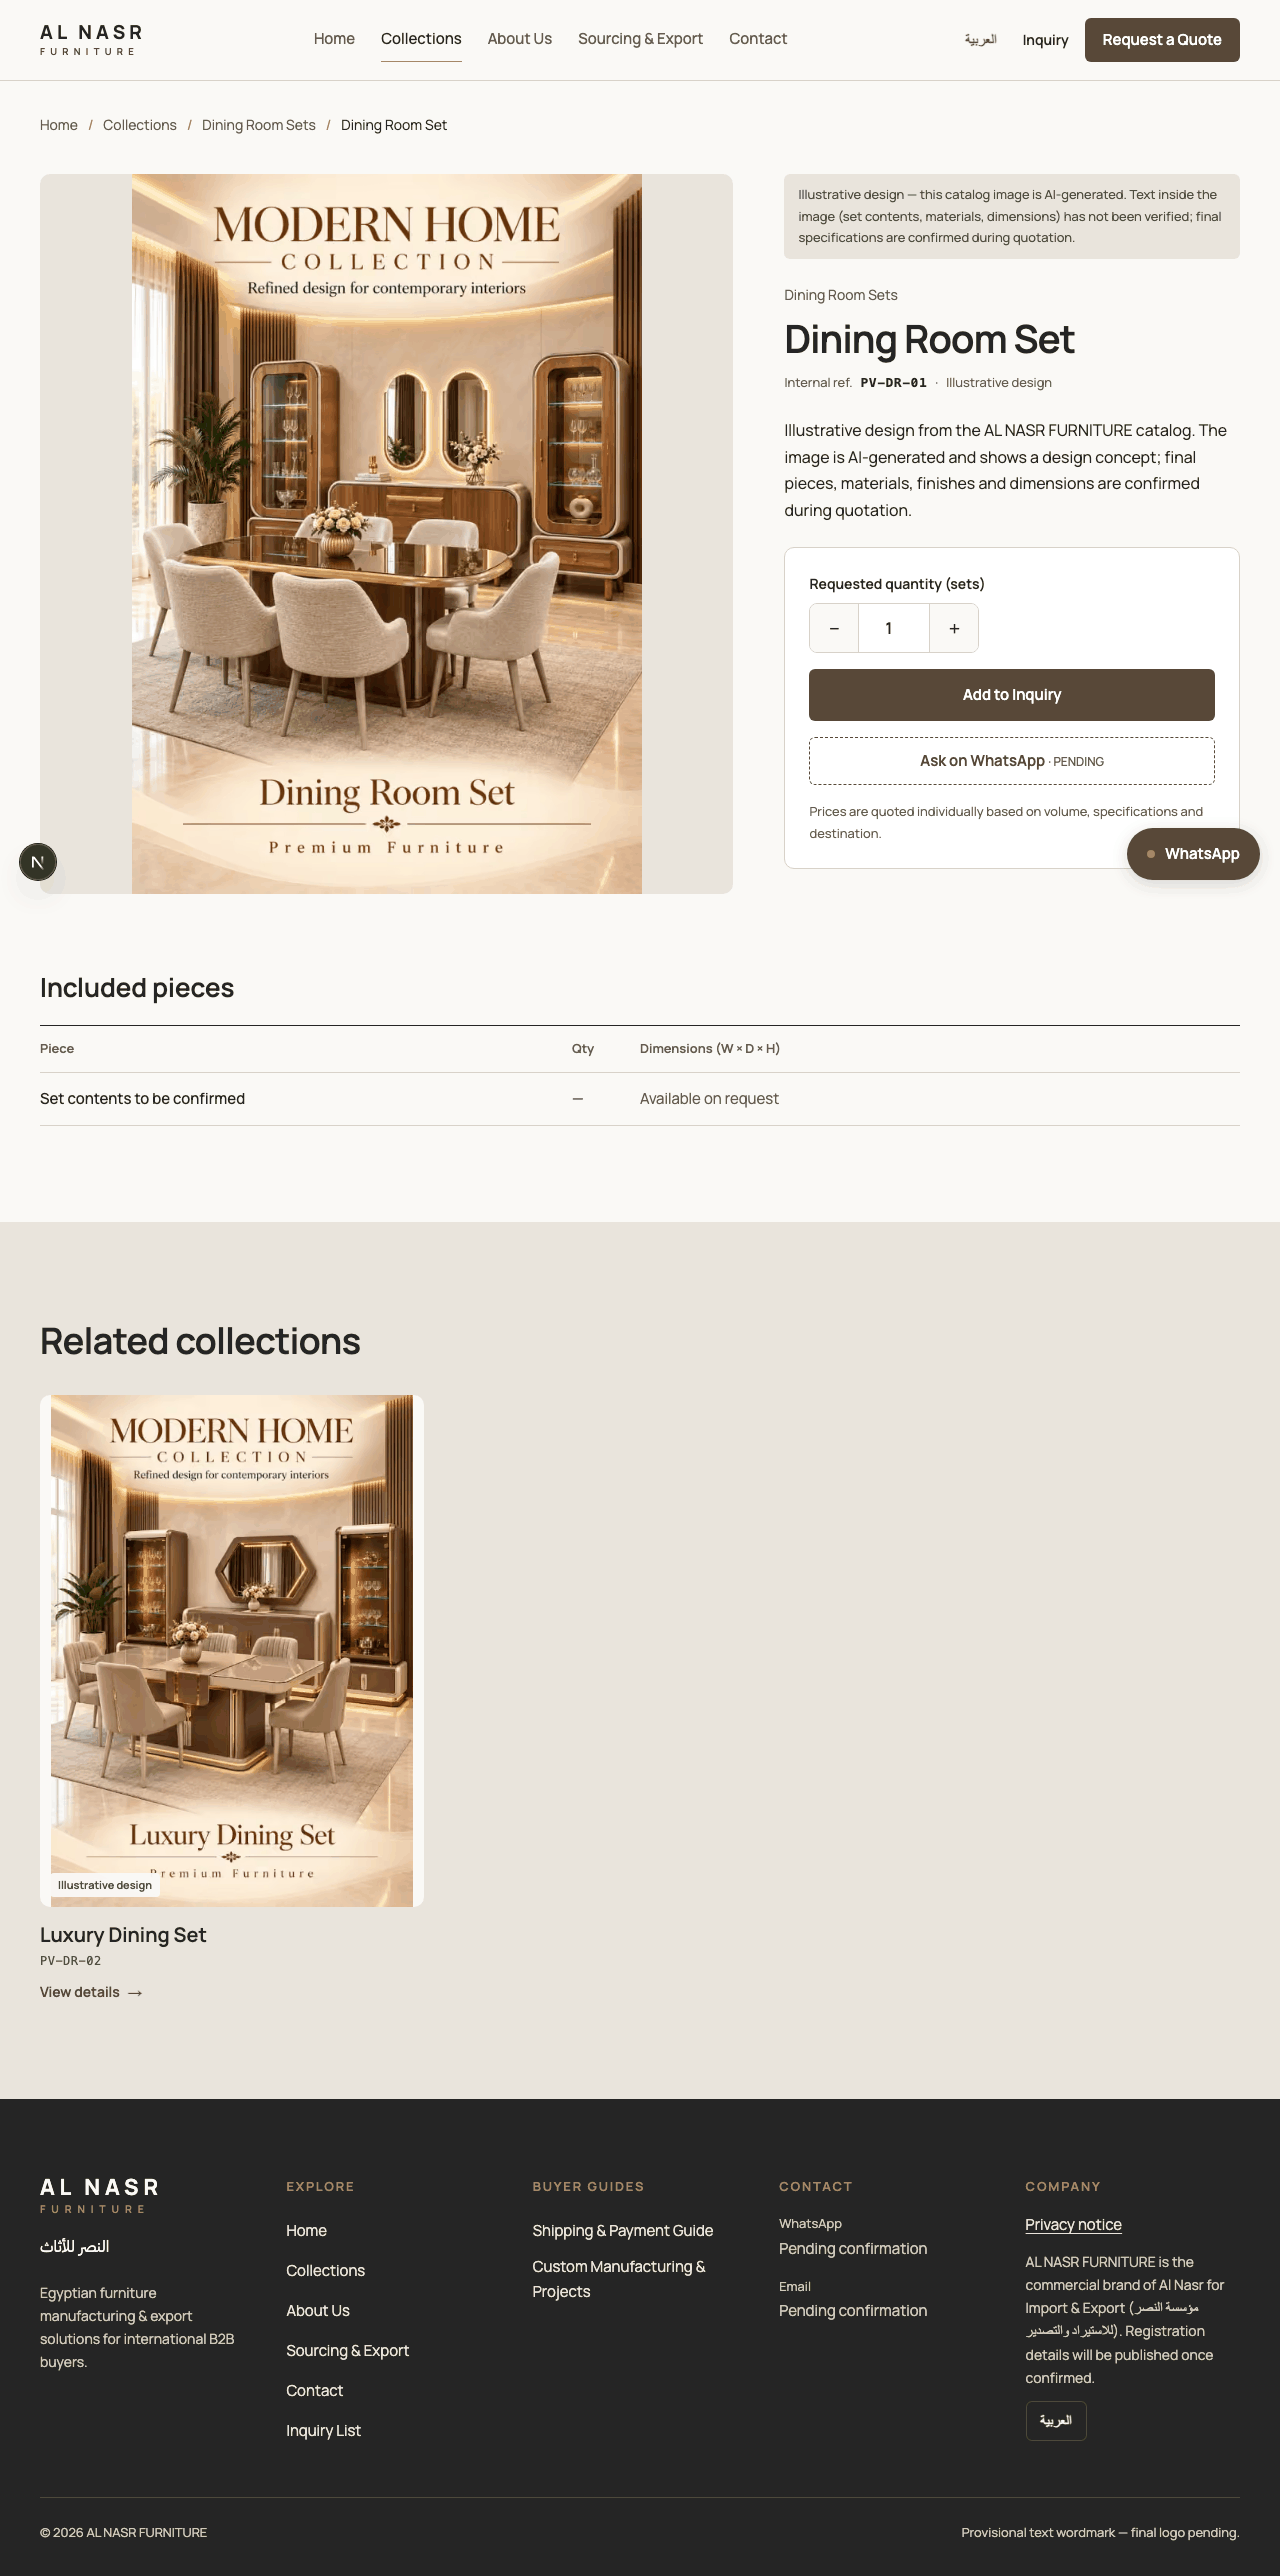 AL NASR
FURNITURE
Home
Collections
About Us
Sourcing & Export
Contact
العربية
Inquiry
Request a Quote
Home / Collections / Dining Room Sets / Dining Room Set
MODERN HOME
COLLECTION
Refined design for contemporary interiors
Dining Room Set
Premium Furniture
N
Illustrative design — this catalog image is AI-generated. Text inside the
image (set contents, materials, dimensions) has not been verified; final
specifications are confirmed during quotation.
Dining Room Sets
Dining Room Set
Internal ref. PV-DR-01 · Illustrative design
Illustrative design from the AL NASR FURNITURE catalog. The
image is AI-generated and shows a design concept; final
pieces, materials, finishes and dimensions are confirmed
during quotation.
Requested quantity (sets)
− 1 +
Add to Inquiry
Ask on WhatsApp · PENDING
Prices are quoted individually based on volume, specifications and
destination.
WhatsApp
Included pieces
Piece Qty Dimensions (W × D × H)
Set contents to be confirmed — Available on request
Related collections
MODERN HOME
COLLECTION
Refined design for contemporary interiors
Luxury Dining Set
Premium Furniture
Illustrative design
Luxury Dining Set
PV-DR-02
View details →
AL NASR
FURNITURE
النصر للأثاث
Egyptian furniture
manufacturing & export
solutions for international B2B
buyers.
EXPLORE
Home
Collections
About Us
Sourcing & Export
Contact
Inquiry List
BUYER GUIDES
Shipping & Payment Guide
Custom Manufacturing &
Projects
CONTACT
WhatsApp
Pending confirmation
Email
Pending confirmation
COMPANY
Privacy notice
AL NASR FURNITURE is the
commercial brand of Al Nasr for
Import & Export (مؤسسة النصر
للاستيراد والتصدير). Registration
details will be published once
confirmed.
العربية
© 2026 AL NASR FURNITURE
Provisional text wordmark — final logo pending.